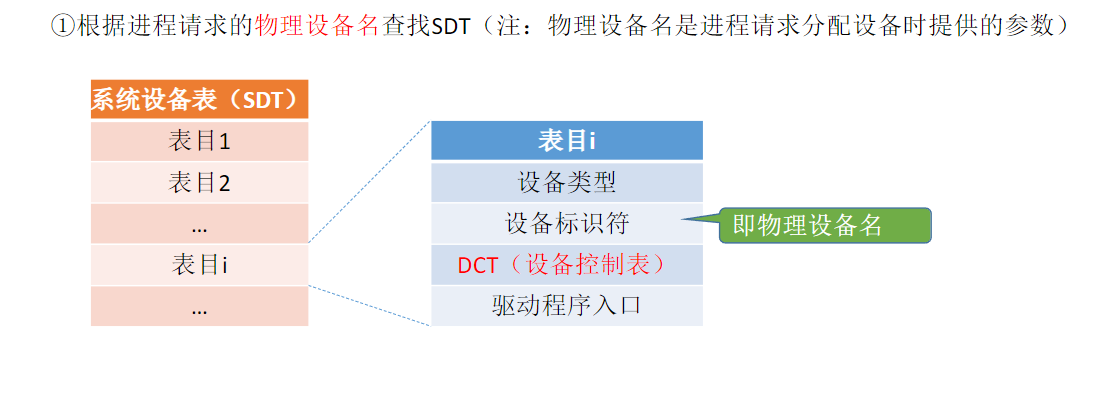 ①根据进程请求的物理设备名查找SDT（注：物理设备名是进程请求分配设备时提供的参数）
系统设备表（SDT）
表目1
表目2
...
表目i
...
表目i
设备类型
设备标识符
即物理设备名
DCT（设备控制表）
驱动程序入口